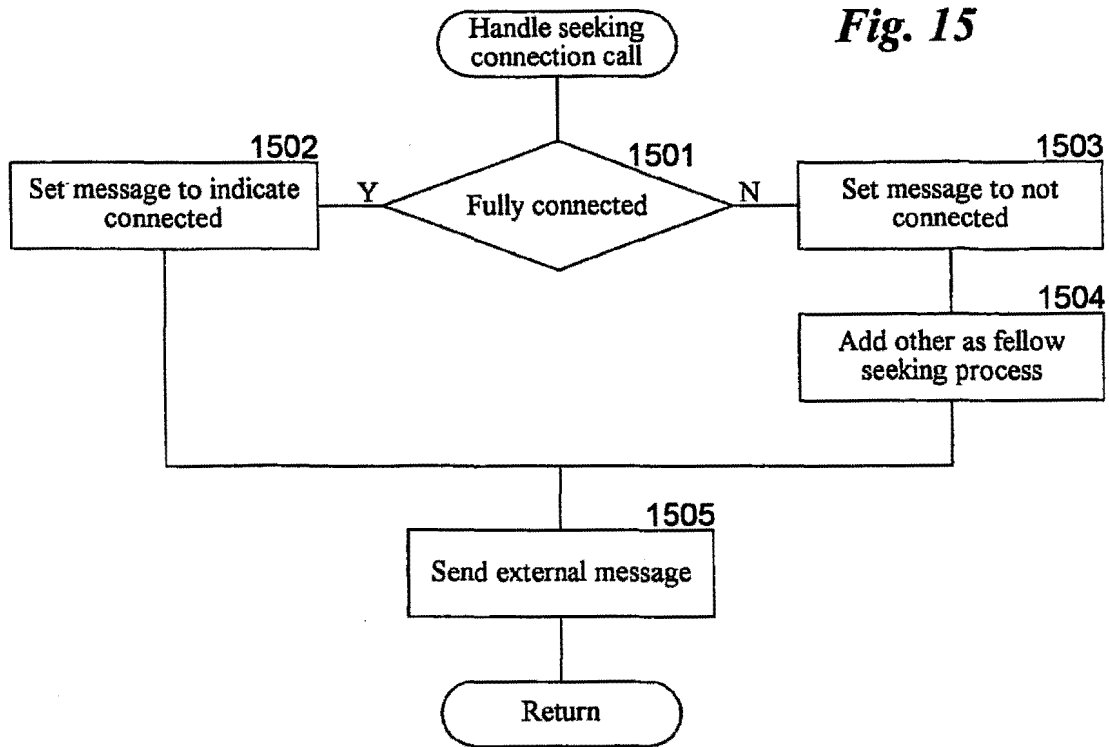 Fig. 15
Handle seeking
connection call
1501
Fully connected
Y
N
1502
Set message to indicate
connected
1503
Set message to not
connected
1504
Add other as fellow
seeking process
1505
Send external message
Return